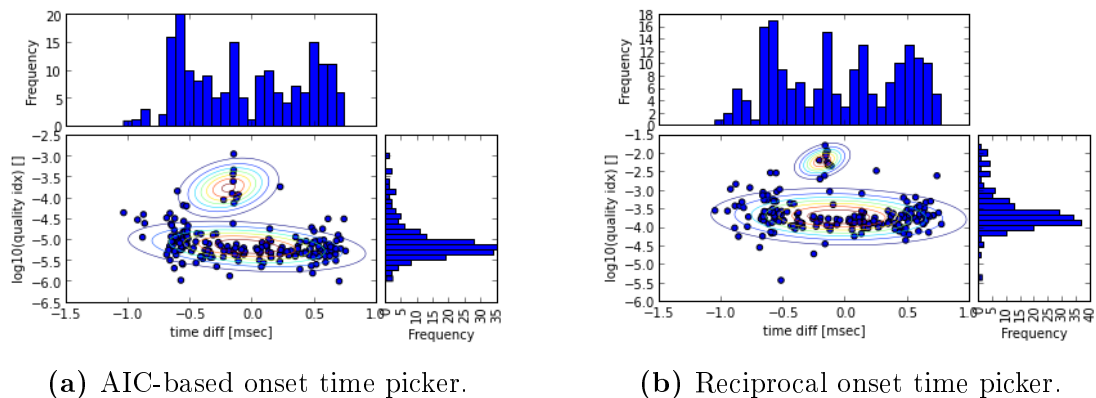 20
15
10
5
0
Frequency
−2.5
−3.0
−3.5
−4.0
−4.5
−5.0
−5.5
−6.0
−6.5
log10(quality idx) []
−1.5 −1.0 −0.5 0.0 0.5 1.0
time diff [msec]
0 5 10 15 20 25 30 35
Frequency
(a) AIC-based onset time picker.
18
16
14
12
10
8
6
4
2
0
Frequency
−1.5
−2.0
−2.5
−3.0
−3.5
−4.0
−4.5
−5.0
−5.5
−6.0
log10(quality idx) []
−1.5 −1.0 −0.5 0.0 0.5 1.0
time diff [msec]
0 5 10 15 20 25 30 35 40
Frequency
(b) Reciprocal onset time picker.